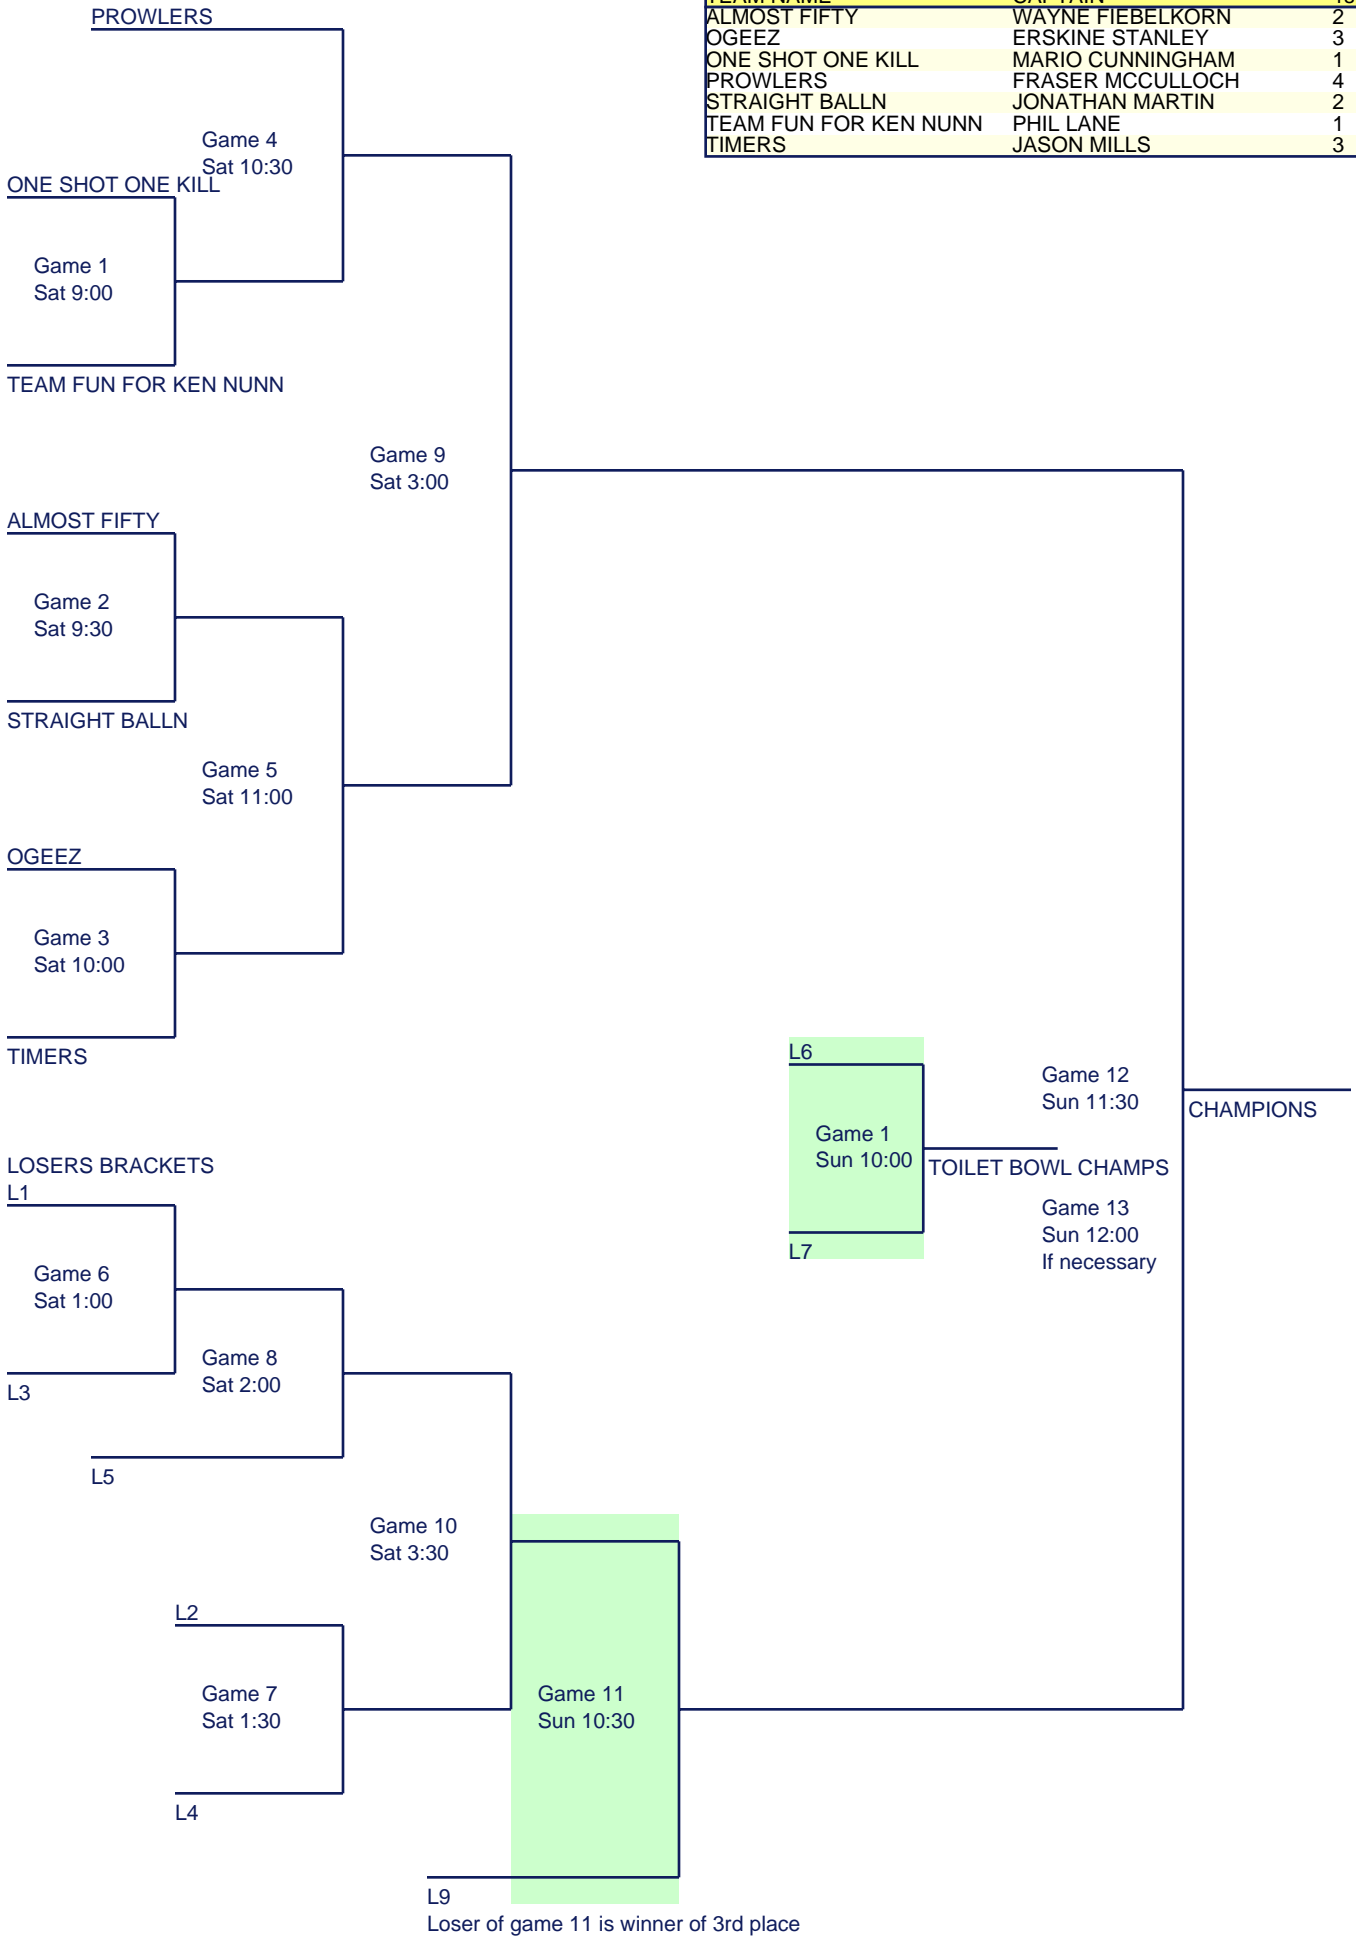 PROWLERS
ALMOST FIFTY WAYNE FIEBELKORN 2
OGEEZ ERSKINE STANLEY 3
ONE SHOT ONE KILL MARIO CUNNINGHAM 1
PROWLERS FRASER MCCULLOCH 4
STRAIGHT BALLN JONATHAN MARTIN 2
TEAM FUN FOR KEN NUNN PHIL LANE 1
TIMERS JASON MILLS 3
Game 4
Sat 10:30
ONE SHOT ONE KILL
Game 1
Sat 9:00
TEAM FUN FOR KEN NUNN
Game 9
Sat 3:00
ALMOST FIFTY
Game 2
Sat 9:30
STRAIGHT BALLN
Game 5
Sat 11:00
OGEEZ
Game 3
Sat 10:00
TIMERS
L6
Game 12
Sun 11:30
CHAMPIONS
Game 1
Sun 10:00
TOILET BOWL CHAMPS
L7
Game 13
Sun 12:00
If necessary
LOSERS BRACKETS
L1
Game 6
Sat 1:00
L3
Game 8
Sat 2:00
L5
Game 10
Sat 3:30
L2
Game 7
Sat 1:30
L4
Game 11
Sun 10:30
L9
Loser of game 11 is winner of 3rd place